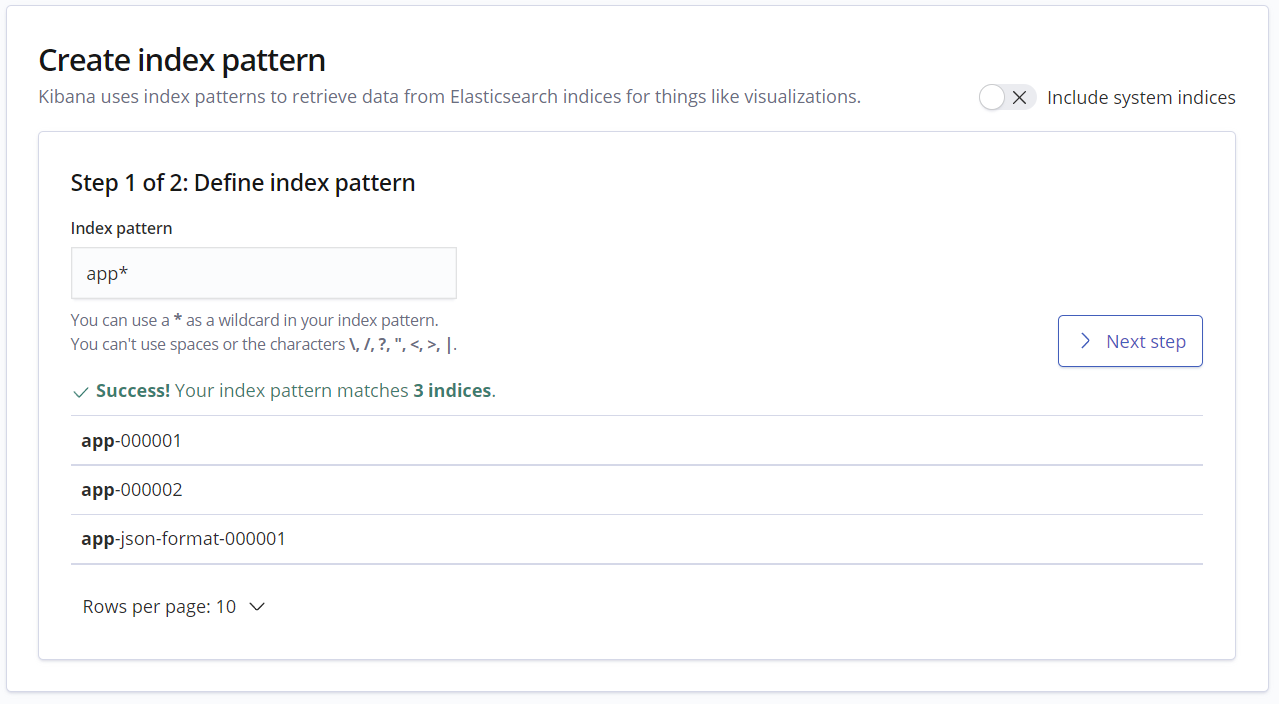 Create index pattern
Kibana uses index patterns to retrieve data from Elasticsearch indices for things like visualizations.
Include system indices
Step 1 of 2: Define index pattern
Index pattern
app*
You can use a * as a wildcard in your index pattern.
You can't use spaces or the characters \, /, ?, ", <, >, |.
Next step
Success! Your index pattern matches 3 indices.
app-000001
app-000002
app-json-format-000001
Rows per page: 10